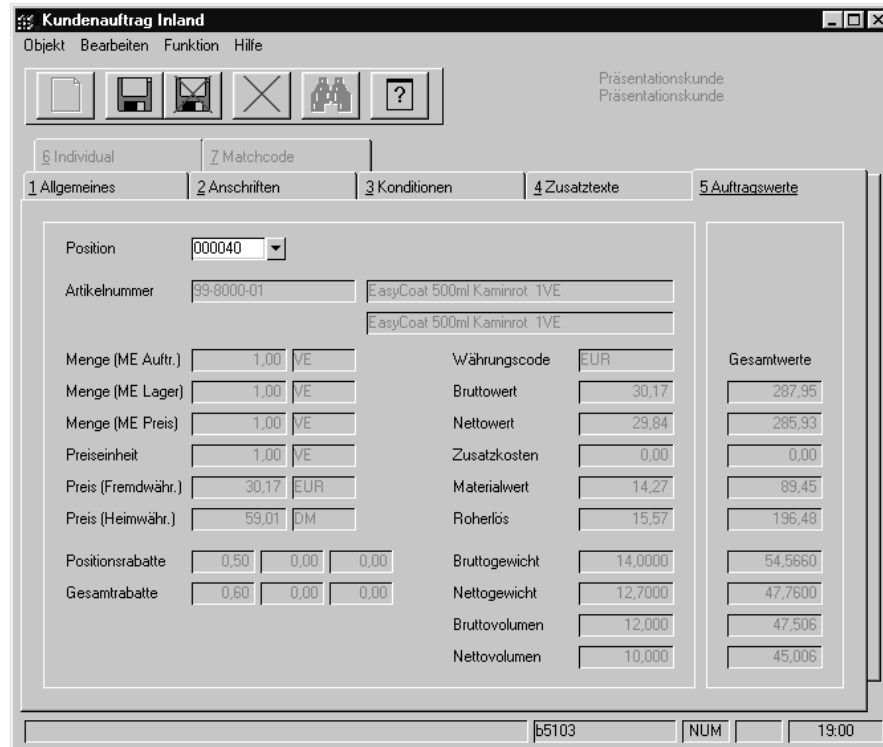 Kundenauftrag Inland
Objekt Bearbeiten Funktion Hilfe
Präsentationskunde
Präsentationskunde
6 Individual 7 Matchcode
1 Allgemeines 2 Anschriften 3 Konditionen 4 Zusatztexte 5 Auftragswerte
Position 000040
Artikelnummer 99-8000-01 EasyCoat 500ml Kaminrot 1VE
EasyCoat 500ml Kaminrot 1VE
Menge (ME Auftr.) 1,00 VE Währungscode EUR Gesamtwerte
Menge (ME Lager) 1,00 VE Bruttowert 30,17 287,95
Menge (ME Preis) 1,00 VE Nettowert 29,84 285,93
Preiseinheit 1,00 VE Zusatzkosten 0,00 0,00
Preis (Fremdwähr.) 30,17 EUR Materialwert 14,27 89,45
Preis (Heimwähr.) 59,01 DM Roherlös 15,57 196,48
Positionsrabatte 0,50 0,00 0,00 Bruttogewicht 14,0000 54,5660
Gesamtrabatte 0,60 0,00 0,00 Nettogewicht 12,7000 47,7600
Bruttovolumen 12,000 47,506
Nettovolumen 10,000 45,006
b5103 NUM 19:00